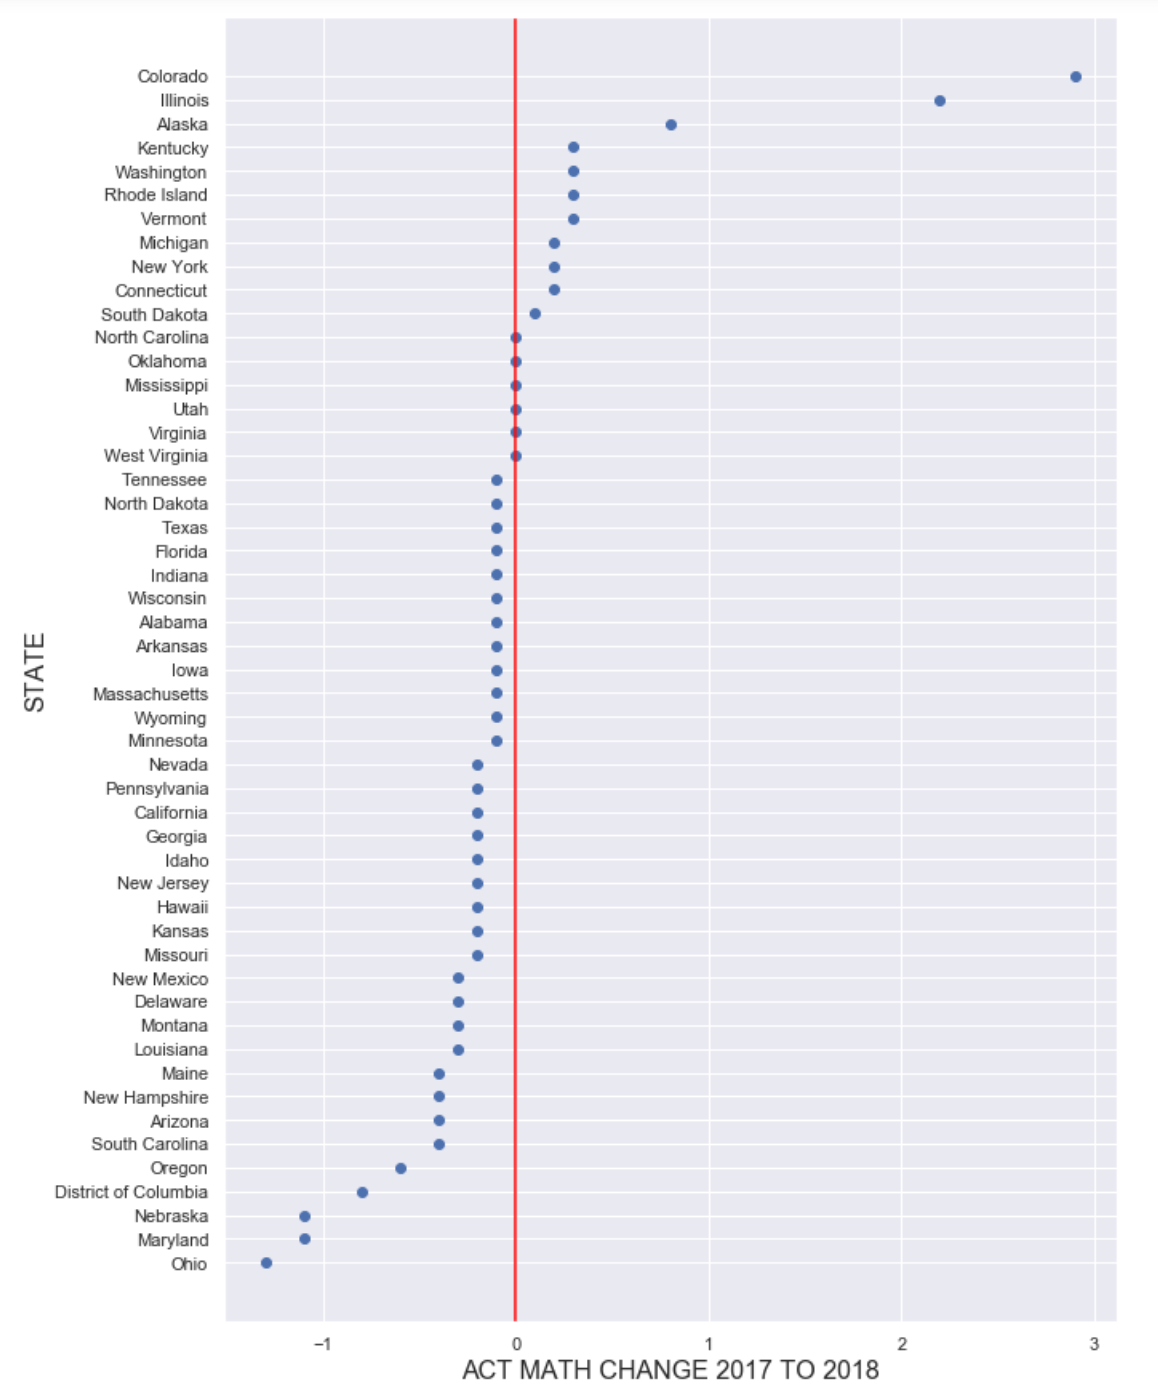 Colorado
Illinois
Alaska
Kentucky
Washington
Rhode Island
Vermont
Michigan
New York
Connecticut
South Dakota
North Carolina
Oklahoma
Mississippi
Utah
Virginia
West Virginia
Tennessee
North Dakota
Texas
Florida
Indiana
Wisconsin
Alabama
Arkansas
Iowa
Massachusetts
Wyoming
Minnesota
Nevada
Pennsylvania
California
Georgia
Idaho
New Jersey
Hawaii
Kansas
Missouri
New Mexico
Delaware
Montana
Louisiana
Maine
New Hampshire
Arizona
South Carolina
Oregon
District of Columbia
Nebraska
Maryland
Ohio
STATE
−1 0 1 2 3
ACT MATH CHANGE 2017 TO 2018